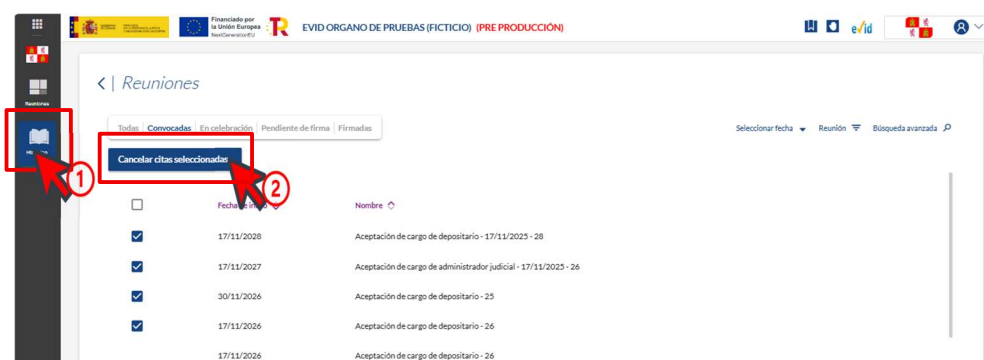 Financiado por
la Unión Europea
NextGenerationEU
EVID ORGANO DE PRUEBAS (FICTICIO) (PRE PRODUCCIÓN)
e√id
Reuniones
< | Reuniones
Todas | Convocadas | En celebración | Pendiente de firma | Firmadas
Seleccionar fecha Reunión Búsqueda avanzada
Cancelar citas seleccionadas
1
2
Nombre
17/11/2028 Aceptación de cargo de depositario - 17/11/2025 - 28
17/11/2027 Aceptación de cargo de administrador judicial - 17/11/2025 - 26
30/11/2026 Aceptación de cargo de depositario - 25
17/11/2026 Aceptación de cargo de depositario - 26
17/11/2026 Aceptación de cargo de depositario - 26